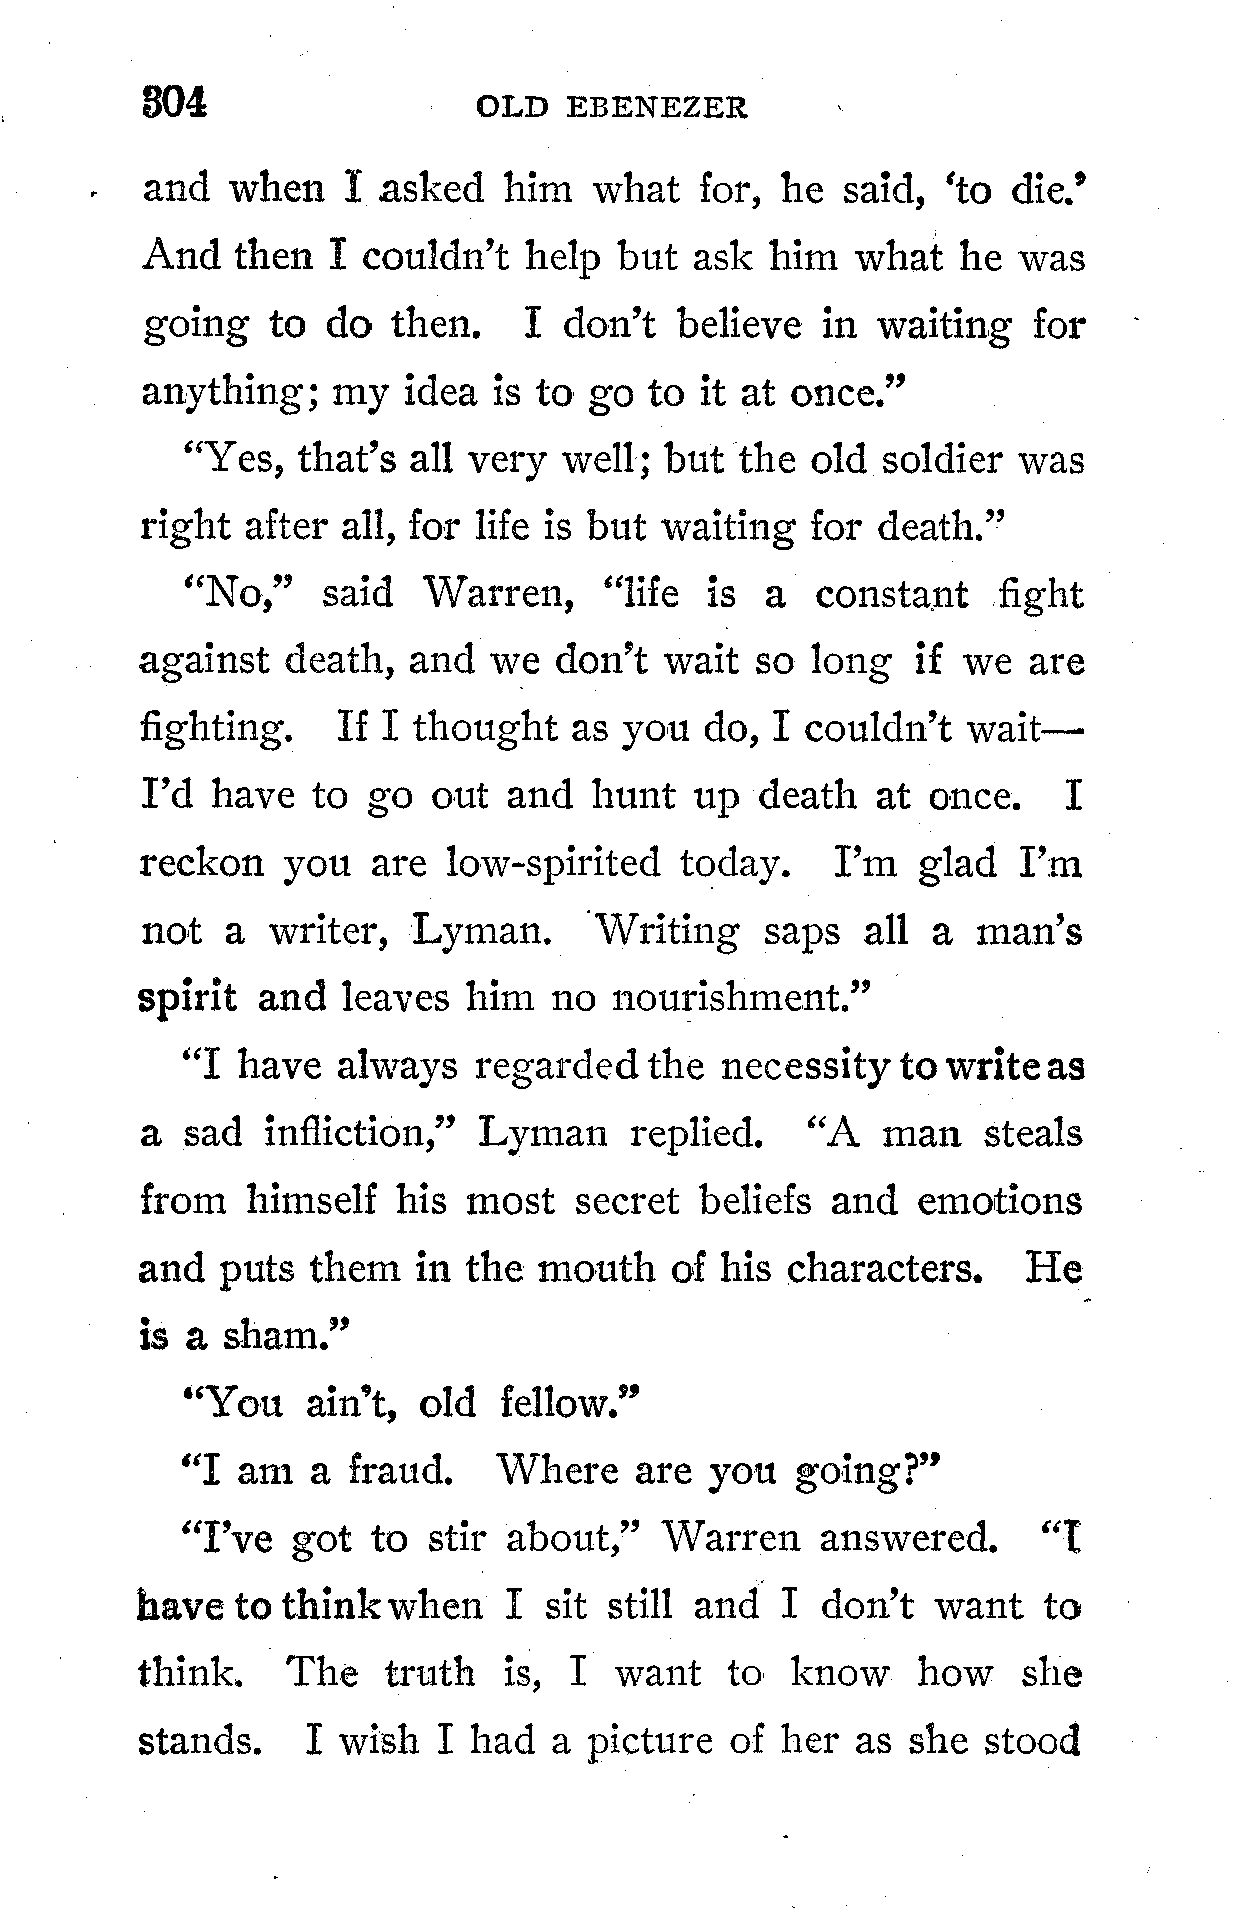 304 OLD EBENEZER
and when I asked him what for, he said, ‘to die.’
And then I couldn’t help but ask him what he was
going to do then. I don’t believe in waiting for
anything; my idea is to go to it at once.”
“Yes, that’s all very well; but the old soldier was
right after all, for life is but waiting for death.”
“No,” said Warren, “life is a constant fight
against death, and we don’t wait so long if we are
fighting. If I thought as you do, I couldn’t wait—
I’d have to go out and hunt up death at once. I
reckon you are low-spirited today. I’m glad I’m
not a writer, Lyman. Writing saps all a man’s
spirit and leaves him no nourishment.”
“I have always regarded the necessity to write as
a sad infliction,” Lyman replied. “A man steals
from himself his most secret beliefs and emotions
and puts them in the mouth of his characters. He
is a sham.”
“You ain’t, old fellow.”
“I am a fraud. Where are you going?”
“I’ve got to stir about,” Warren answered. “I
have to think when I sit still and I don’t want to
think. The truth is, I want to know how she
stands. I wish I had a picture of her as she stood